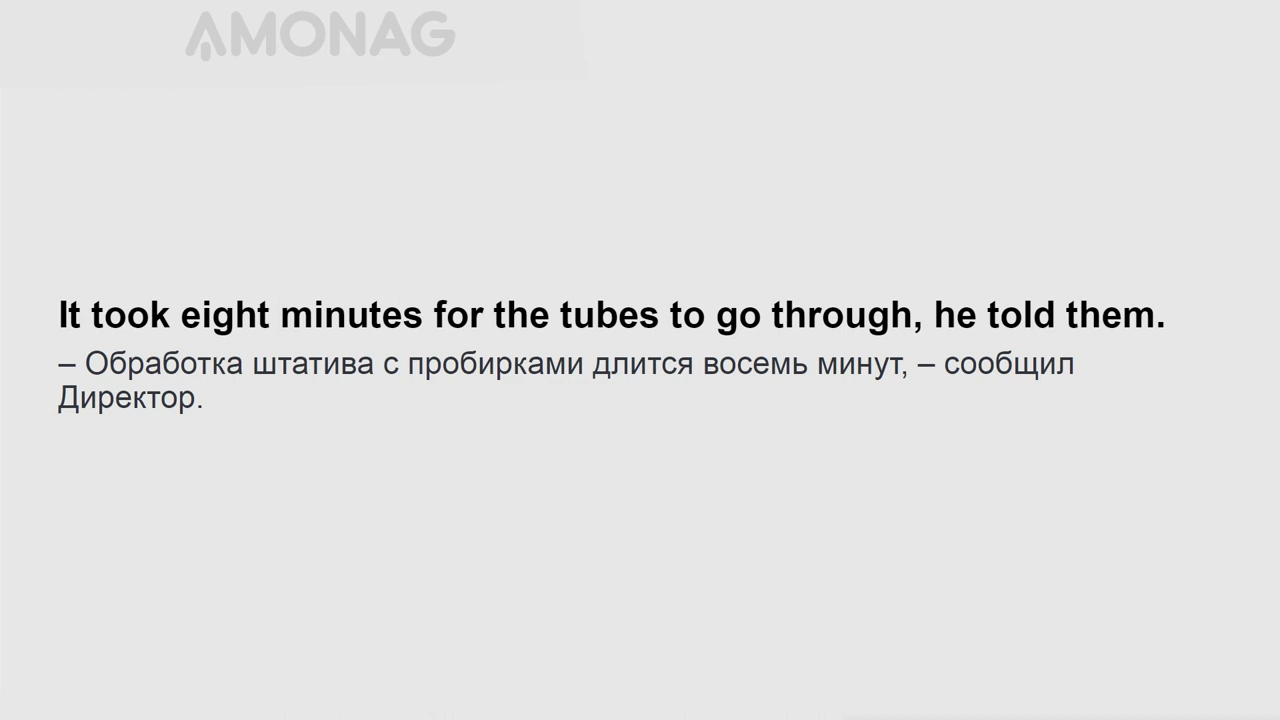 AMONAG
It took eight minutes for the tubes to go through, he told them.
– Обработка штатива с пробирками длится восемь минут, – сообщил
Директор.